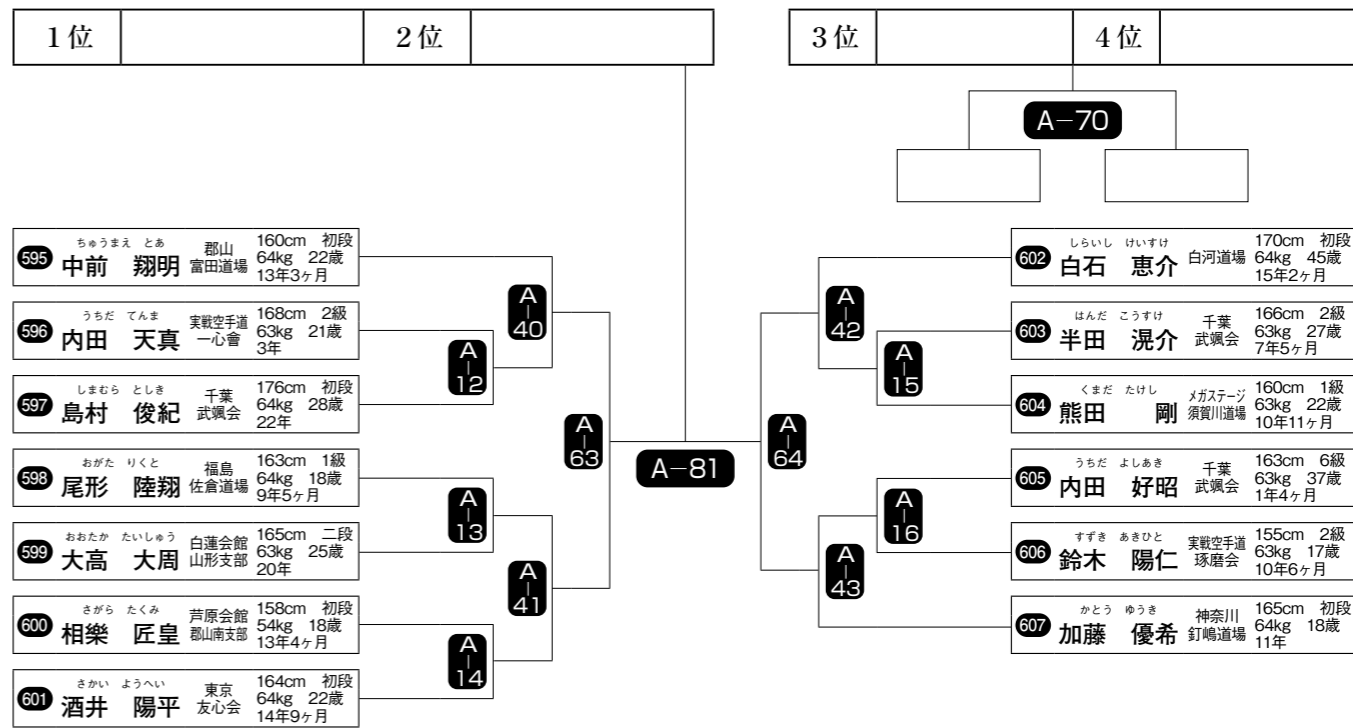 1位 2位
3位 4位
A-70
595 ちゅうまえ とあ
中前 翔明
郡山
富田道場
160cm 初段
64kg 22歳
13年3ヶ月
596 うちだ てんま
内田 天真
実戦空手道
一心會
168cm 2級
63kg 21歳
3年
597 しまむら としき
島村 俊紀
千葉
武颯会
176cm 初段
64kg 28歳
22年
598 おがた りくと
尾形 陸翔
福島
佐倉道場
163cm 1級
64kg 18歳
9年5ヶ月
599 おおたか たいしゅう
大高 大周
白蓮会館
山形支部
165cm 二段
63kg 25歳
20年
600 さがら たくみ
相樂 匠皇
芦原会館
郡山南支部
158cm 初段
54kg 18歳
13年4ヶ月
601 さかい ようへい
酒井 陽平
東京
友心会
164cm 初段
64kg 22歳
14年9ヶ月
A-40
A-12
A-63
A-13
A-41
A-14
A-81
A-42
A-15
A-64
A-16
A-43
602 しらいし けいすけ
白石 恵介
白河道場
170cm 初段
64kg 45歳
15年2ヶ月
603 はんだ こうすけ
半田 滉介
千葉
武颯会
166cm 2級
63kg 27歳
7年5ヶ月
604 くまだ たけし
熊田 剛
メガステージ
須賀川道場
160cm 1級
63kg 22歳
10年11ヶ月
605 うちだ よしあき
内田 好昭
千葉
武颯会
163cm 6級
63kg 37歳
1年4ヶ月
606 すずき あきひと
鈴木 陽仁
実戦空手道
琢磨会
155cm 2級
63kg 17歳
10年6ヶ月
607 かとう ゆうき
加藤 優希
神奈川
釘嶋道場
165cm 初段
64kg 18歳
11年